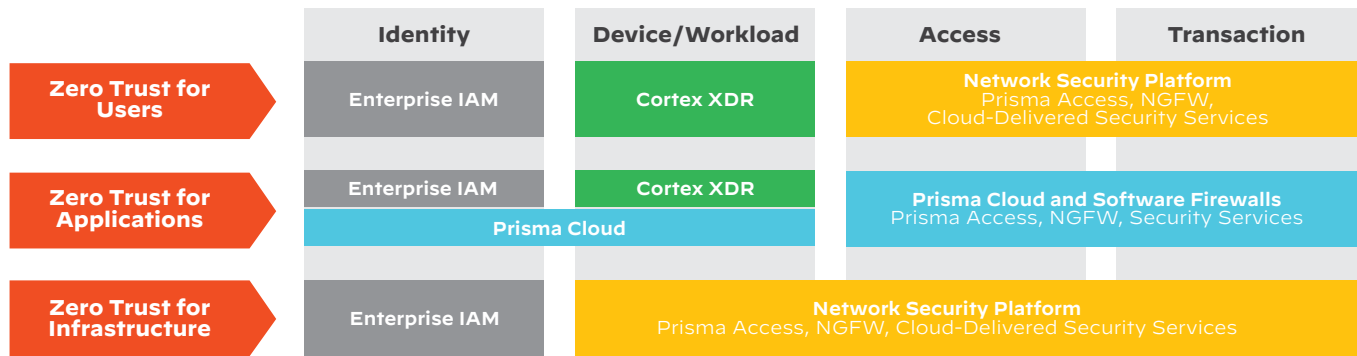 Identity
Device/Workload
Access
Transaction
Zero Trust for
Users
Enterprise IAM
Cortex XDR
Network Security Platform
Prisma Access, NGFW,
Cloud-Delivered Security Services
Zero Trust for
Applications
Enterprise IAM
Cortex XDR
Prisma Cloud
Prisma Cloud and Software Firewalls
Prisma Access, NGFW, Security Services
Zero Trust for
Infrastructure
Enterprise IAM
Network Security Platform
Prisma Access, NGFW, Cloud-Delivered Security Services